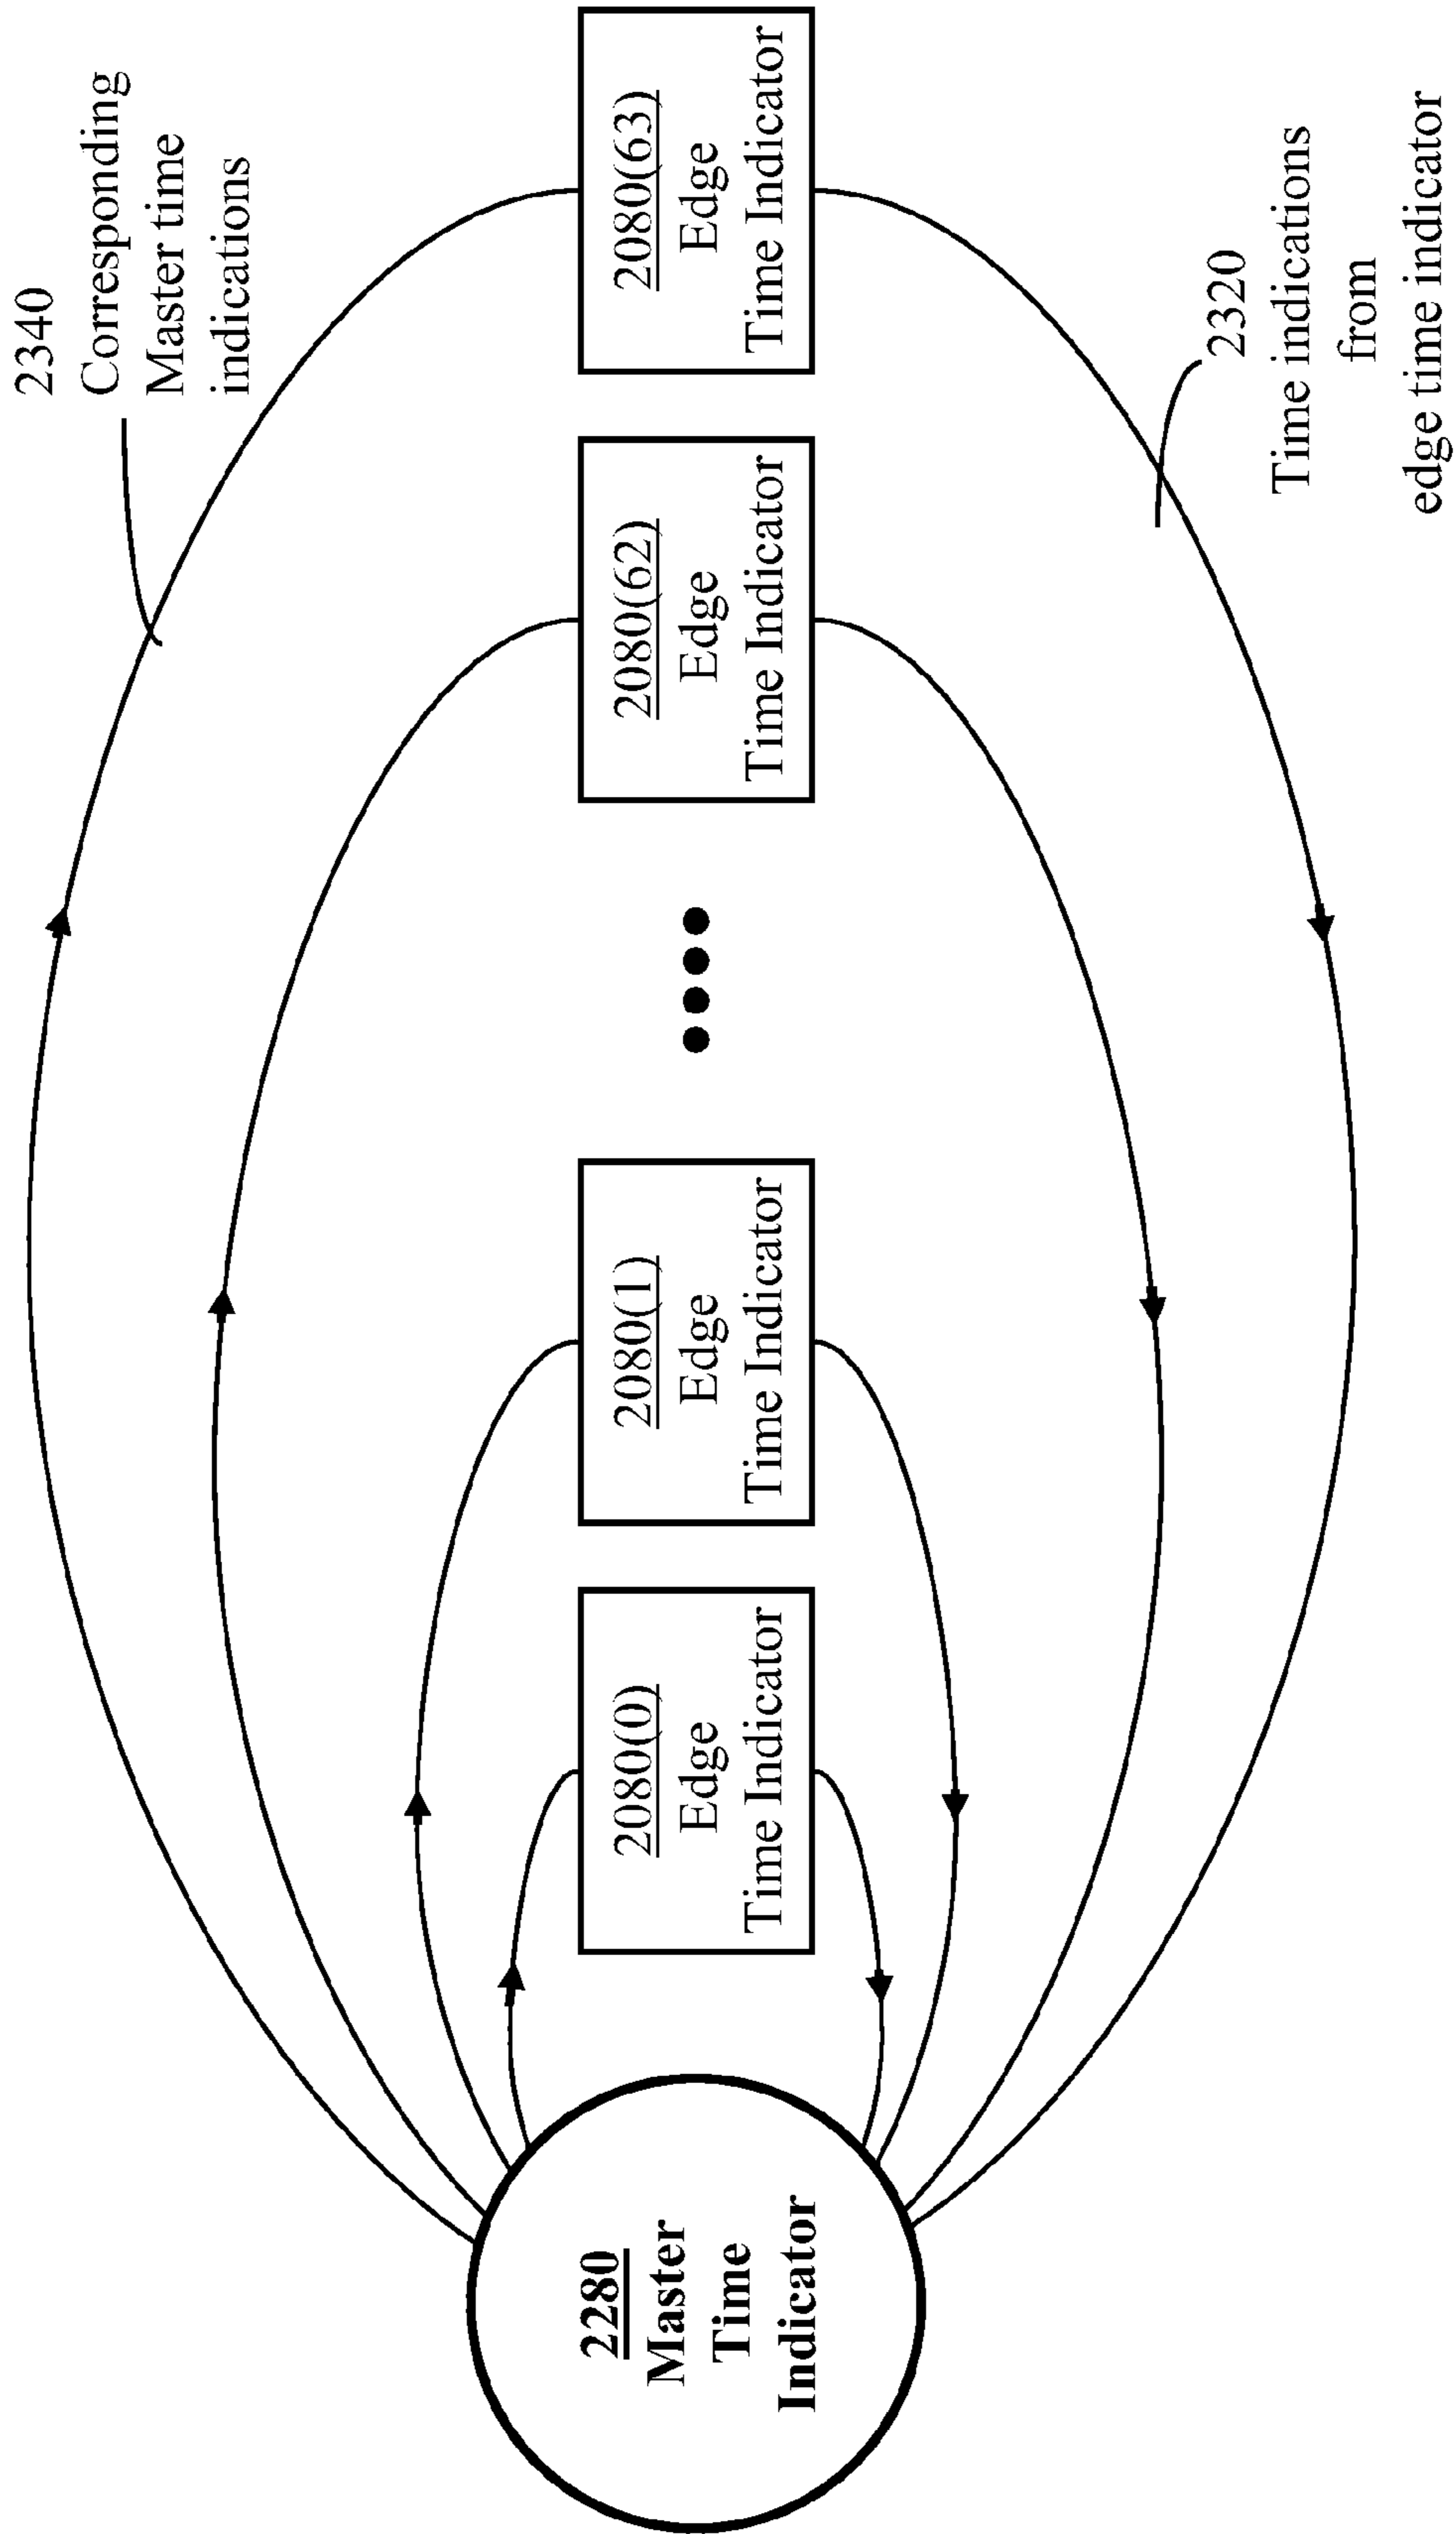 2340
Corresponding
Master time
indications
2280
Master
Time
Indicator
2080(0)
Edge
Time Indicator
2080(1)
Edge
Time Indicator
2080(62)
Edge
Time Indicator
2080(63)
Edge
Time Indicator
2320
Time indications
from
edge time indicator